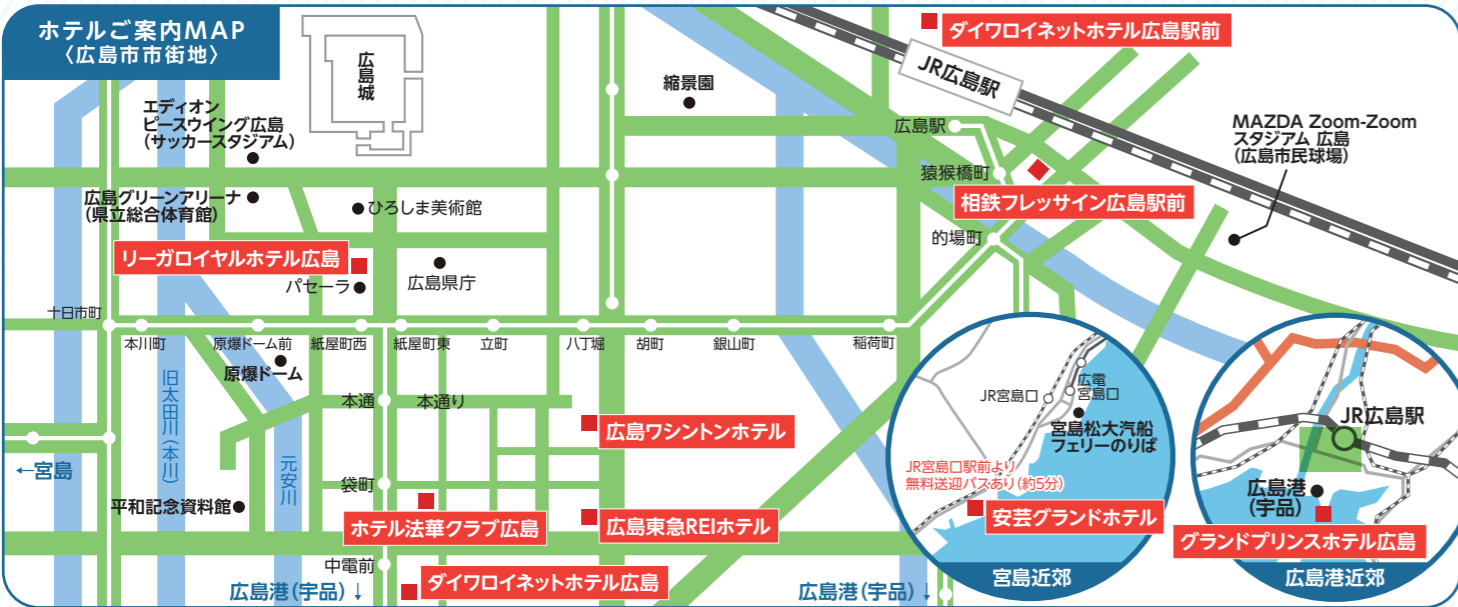 ホテルご案内MAP
〈広島市市街地〉
広島城
エディオン
ピースウイング広島
(サッカースタジアム)
縮景園
ダイワロイネットホテル広島駅前
JR広島駅
広島駅
猿猴橋町
相鉄フレッサイン広島駅前
的場町
MAZDA Zoom-Zoom
スタジアム 広島
(広島市民球場)
広島グリーンアリーナ
(県立総合体育館)
ひろしま美術館
リーガロイヤルホテル広島
パセーラ
広島県庁
十日市町
本川町
原爆ドーム前
紙屋町西
紙屋町東
立町
八丁堀
胡町
銀山町
稲荷町
原爆ドーム
旧太田川(本川)
元安川
本通
本通り
広島ワシントンホテル
←宮島
袋町
平和記念資料館
ホテル法華クラブ広島
広島東急REIホテル
中電前
広島港(宇品)↓
ダイワロイネットホテル広島
広島港(宇品)↓
JR宮島口
広電
宮島口
宮島松大汽船
フェリーのりば
JR宮島口駅前より
無料送迎バスあり(約5分)
安芸グランドホテル
宮島近郊
JR広島駅
広島港
(宇品)
グランドプリンスホテル広島
広島港近郊